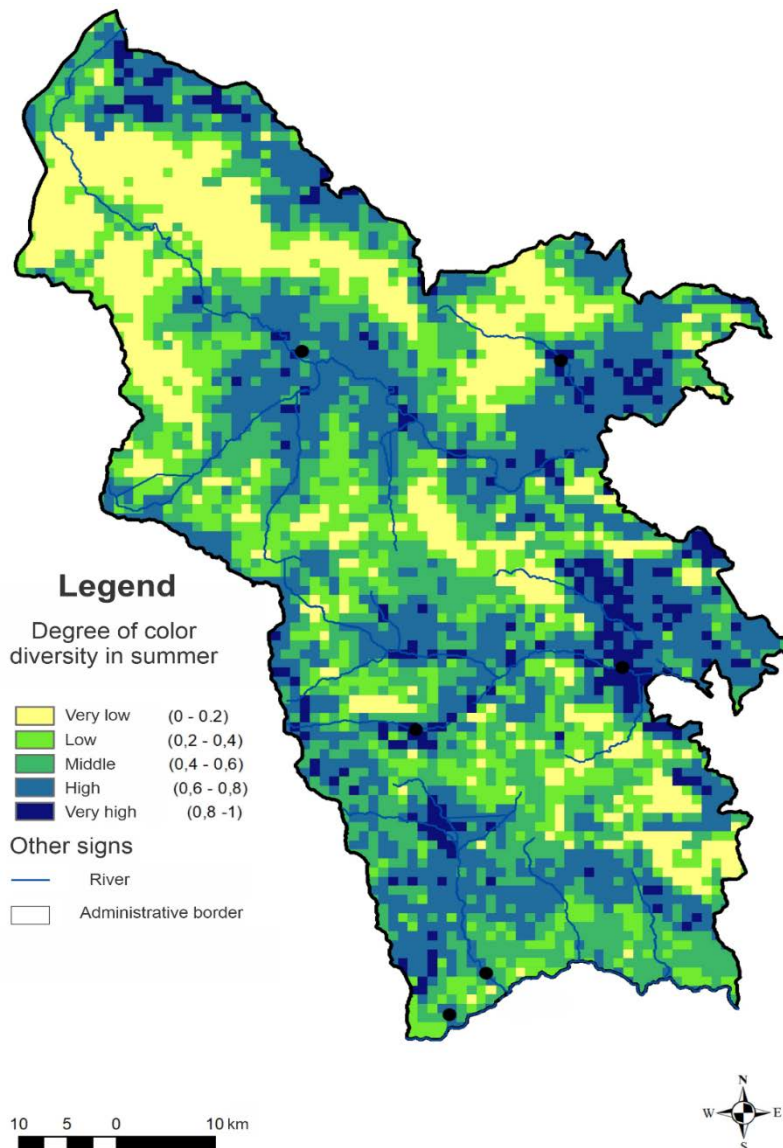 Legend
Degree of color
diversity in summer
Very low (0 - 0.2)
Low (0,2 - 0,4)
Middle (0,4 - 0,6)
High (0,6 - 0,8)
Very high (0,8 -1)
Other signs
River
Administrative border
10 5 0 10 km
N
W E
S